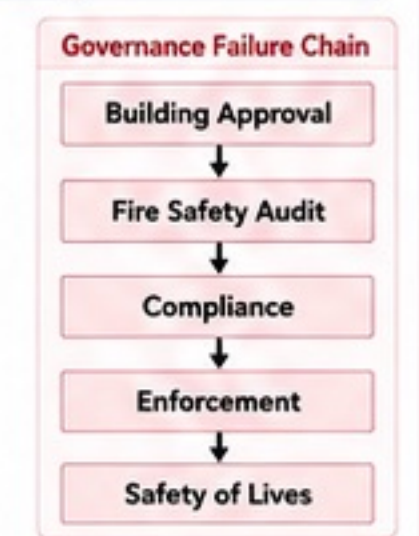 Governance Failure Chain
Building Approval
Fire Safety Audit
Compliance
Enforcement
Safety of Lives